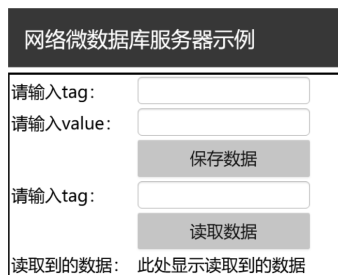 网络微数据库服务器示例
请输入tag：
请输入value：
保存数据
请输入tag：
读取数据
读取到的数据： 此处显示读取到的数据